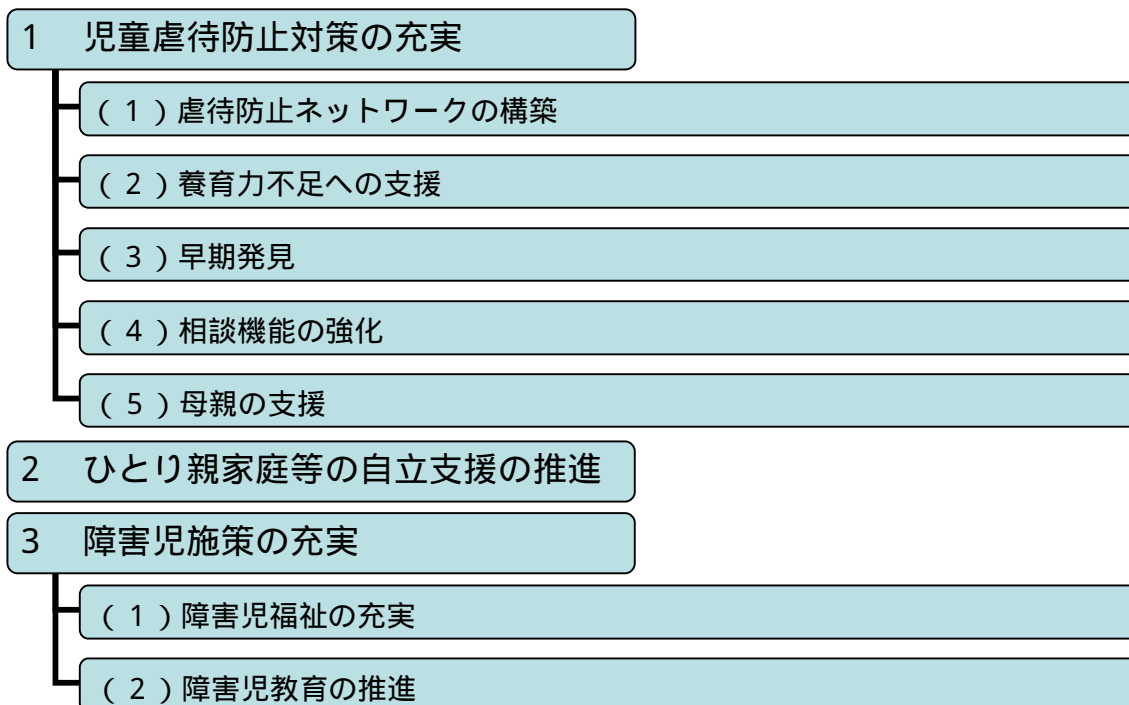 1　児童虐待防止対策の充実
(1)虐待防止ネットワークの構築
(2)養育力不足への支援
(3)早期発見
(4)相談機能の強化
(5)母親の支援
2　ひとり親家庭等の自立支援の推進
3　障害児施策の充実
(1)障害児福祉の充実
(2)障害児教育の推進